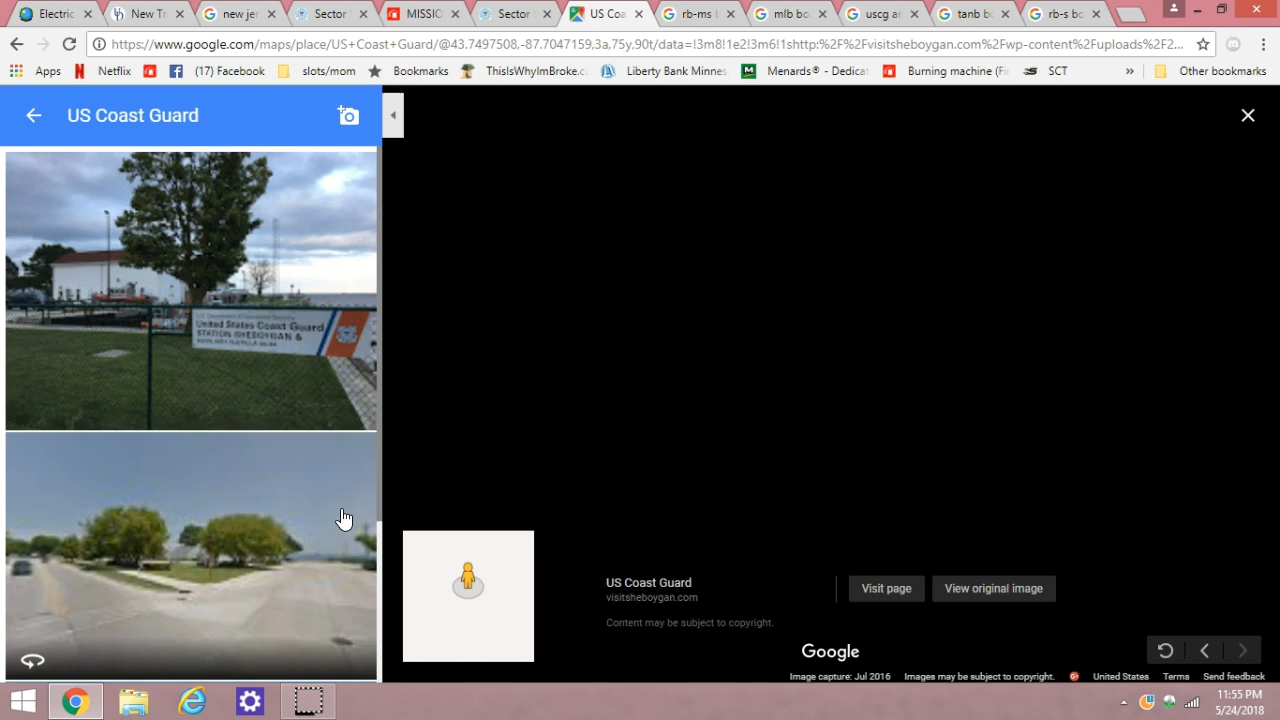 Electric
New Tr
new jer
Sector
MISSIC
Sector
US Coa
rb-ms
mlb bo
uscg ar
tanb bo
rb-s bo
https://www.google.com/maps/place/US+Coast+Guard/@43.7497508,-87.7047159,3a,75y,90t/data=!3m8!1e2!3m6!1shttp:%2F%2Fvisitsheboygan.com%2Fwp-content%2Fuploads%2F2...
Apps
Netflix
(17) Facebook
slots/mom
Bookmarks
ThisIsWhyImBroke.c
Liberty Bank Minnes
Menards® - Dedicat
Burning machine (Fi
SCT
»
Other bookmarks
US Coast Guard
United States Coast Guard
STATION SHEBOYGAN &
US Coast Guard
visitsheboygan.com
Visit page
View original image
Content may be subject to copyright.
Google
Image capture: Jul 2016
Images may be subject to copyright.
United States
Terms
Send feedback
11:55 PM
5/24/2018